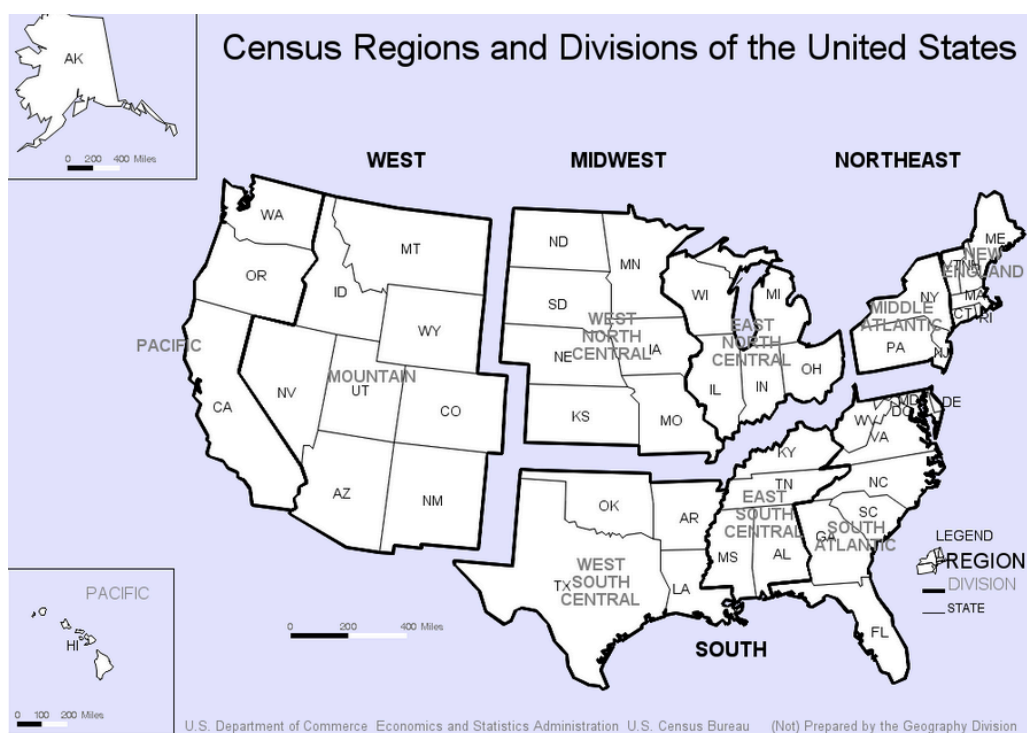 Census Regions and Divisions of the United States
AK
0 200 400 Miles
WEST
MIDWEST
NORTHEAST
WA
OR
CA
PACIFIC
MT
ID
WY
NV
UT
MOUNTAIN
CO
AZ
NM
ND
MN
SD
WEST
NORTH
CENTRAL
NE
IA
KS
MO
WI
MI
EAST
NORTH
CENTRAL
IL
IN
OH
ME
NEW
ENGLAND
VT
NH
MA
CT
RI
NY
MIDDLE
ATLANTIC
PA
NJ
MD
DE
DC
WV
VA
KY
TN
NC
EAST
SOUTH
CENTRAL
SC
SOUTH
ATLANTIC
GA
MS
AL
FL
OK
AR
WEST
SOUTH
CENTRAL
TX
LA
SOUTH
LEGEND
REGION
DIVISION
STATE
PACIFIC
HI
0 100 200 Miles
0 200 400 Miles
U.S. Department of Commerce Economics and Statistics Administration U.S. Census Bureau (Not) Prepared by the Geography Division